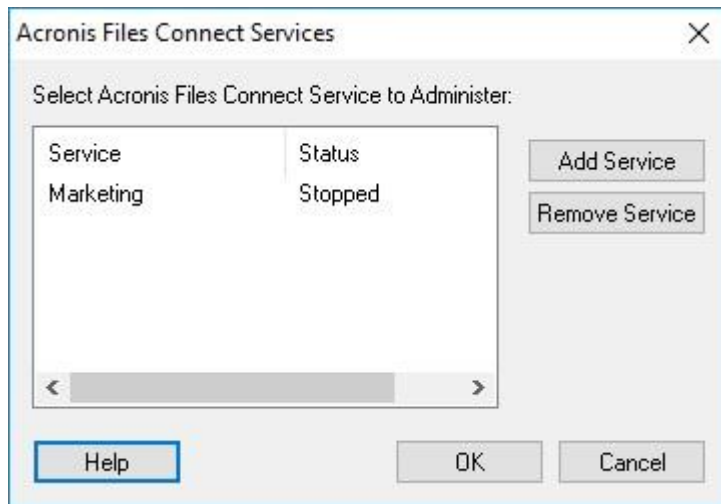 Acronis Files Connect Services
Select Acronis Files Connect Service to Administer:
Service Status
Marketing Stopped
Add Service
Remove Service
Help OK Cancel